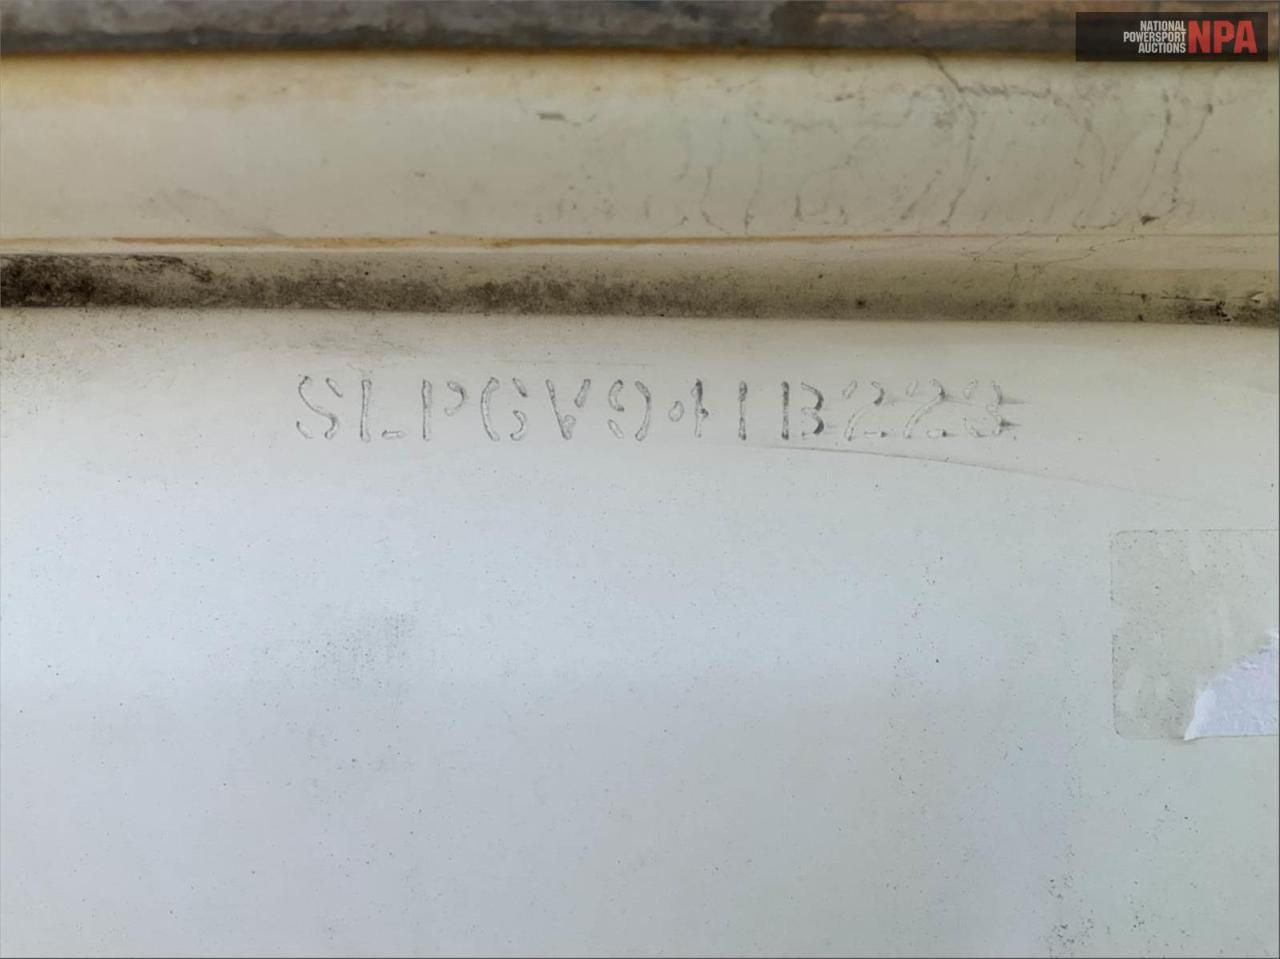 NATIONAL
POWERSPORT
AUCTIONS NPA
SLPGV941B223